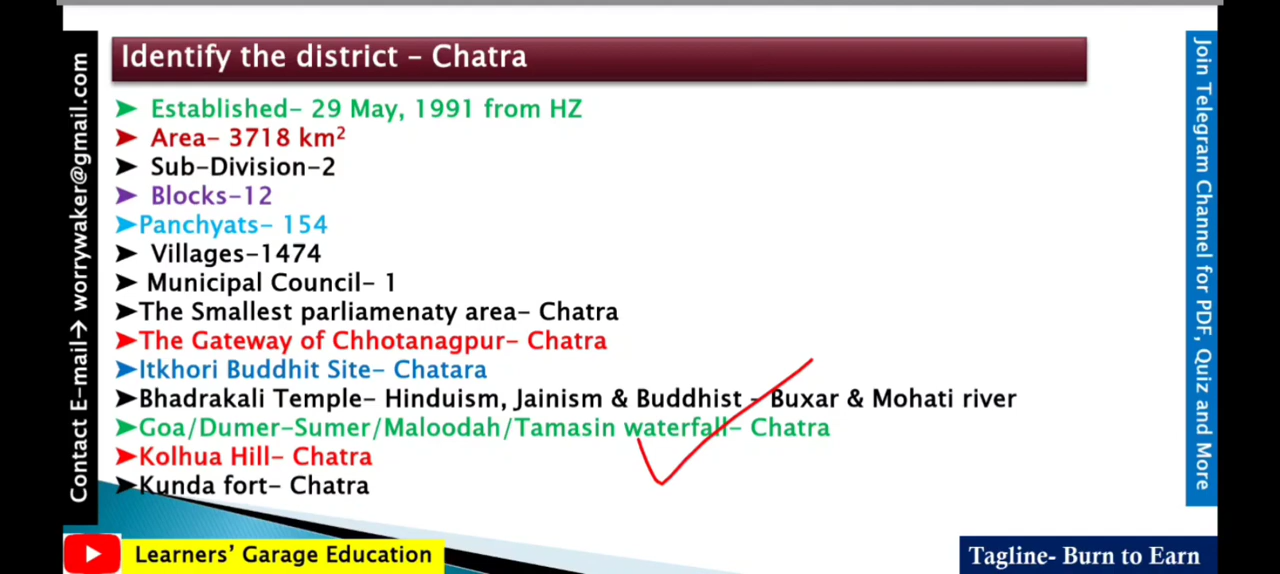 Identify the district – Chatra
Contact E-mail→ worrywaker@gmail.com
➤ Established– 29 May, 1991 from HZ
➤ Area– 3718 km²
➤ Sub-Division-2
➤ Blocks-12
➤Panchyats– 154
➤ Villages-1474
➤ Municipal Council– 1
➤The Smallest parliamenaty area– Chatra
➤The Gateway of Chhotanagpur– Chatra
➤Itkhori Buddhit Site– Chatara
➤Bhadrakali Temple– Hinduism, Jainism & Buddhist – Buxar & Mohati river
➤Goa/Dumer-Sumer/Maloodah/Tamasin waterfall– Chatra
➤Kolhua Hill– Chatra
➤Kunda fort– Chatra
Join Telegram Channel for PDF, Quiz and More
Learners’ Garage Education
Tagline- Burn to Earn